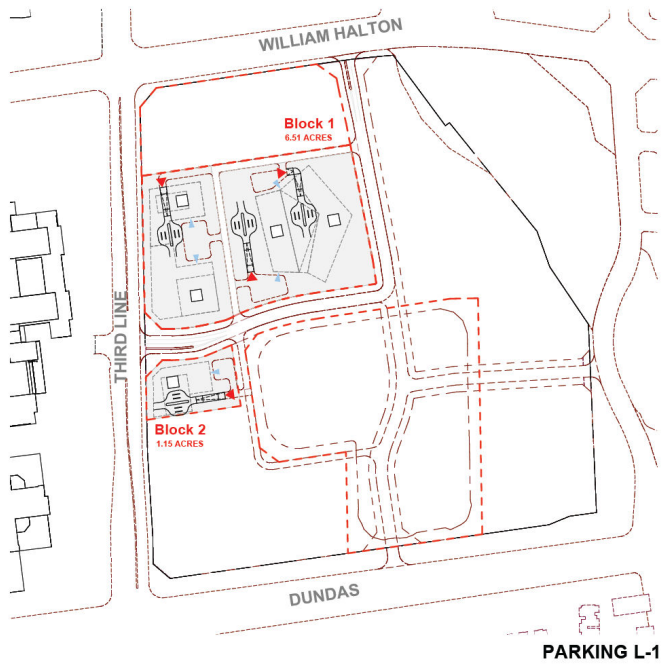 WILLIAM HALTON
Block 1
6.51 ACRES
THIRD LINE
Block 2
1.15 ACRES
DUNDAS
PARKING L-1